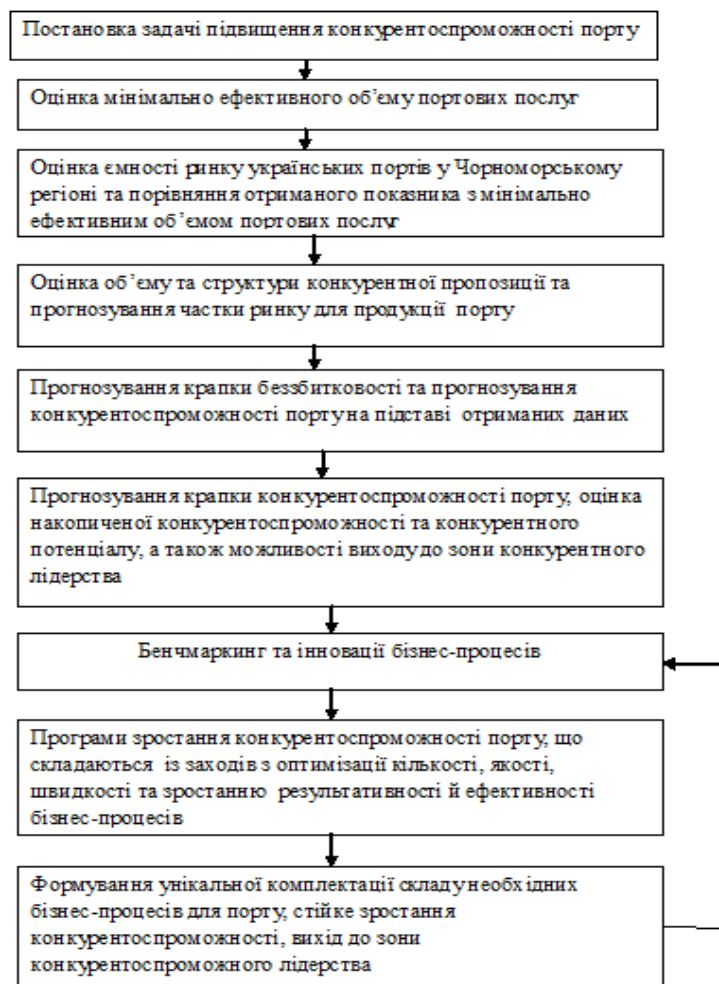 Постановка задачі підвищення конкурентоспроможності порту
Оцінка мінімально ефективного об’єму портових послуг
Оцінка ємності ринку українських портів у Чорноморському
регіоні та порівняння отриманого показника з мінімально
ефективним об’ємом портових послуг
Оцінка об’єму та структури конкурентної пропозиції та
прогнозування частки ринку для продукції порту
Прогнозування крапки беззбитковості та прогнозування
конкурентоспроможності порту на підставі отриманих даних
Прогнозування крапки конкурентоспроможності порту, оцінка
накопиченої конкурентоспроможності та конкурентного
потенціалу, а також можливості виходу до зони конкурентного
лідерства
Бенчмаркинг та інновації бізнес-процесів
Програми зростання конкурентоспроможності порту, що
складаються із заходів з оптимізації кількості, якості,
швидкості та зростанню результативності й ефективності
бізнес-процесів
Формування унікальної комплектації складу необхідних
бізнес-процесів для порту, стійке зростання
конкурентоспроможності, вихід до зони
конкурентоспроможного лідерства